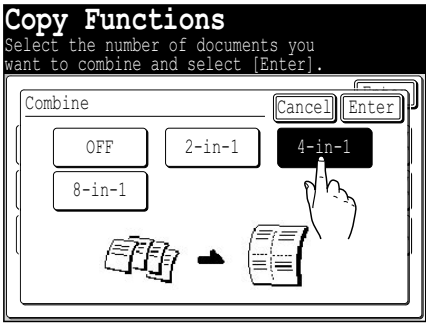 Copy Functions
Select the number of documents you
want to combine and select [Enter].
Combine
Cancel
Enter
OFF
2-in-1
4-in-1
8-in-1